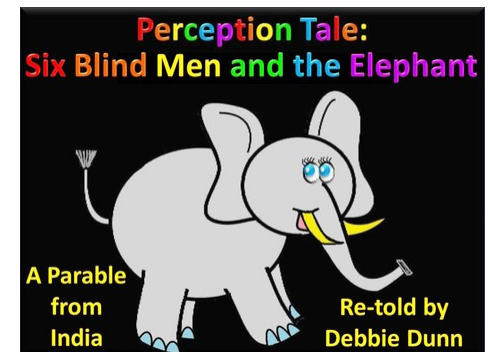 Perception Tale:
Six Blind Men and the Elephant
A Parable
from
India
Re-told by
Debbie Dunn